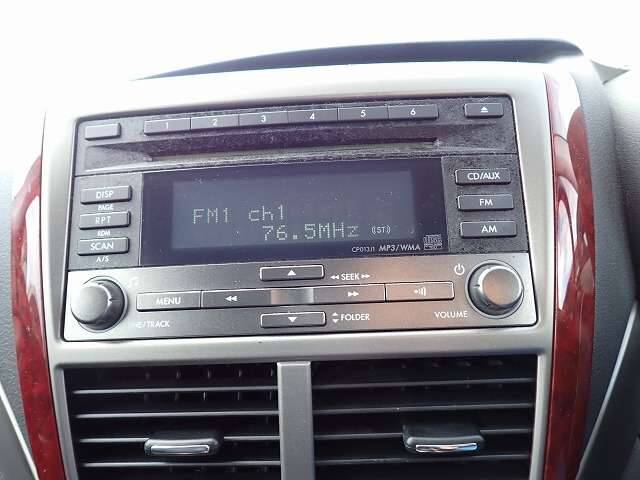 1 2 3 4 5 6
DISP
PAGE
RPT
RDM
SCAN
A/S
FM1 ch1
76.5MHz (ST)
CP013J1 MP3/WMA
CD/AUX
FM
AM
SEEK
MENU
/TRACK
FOLDER
VOLUME